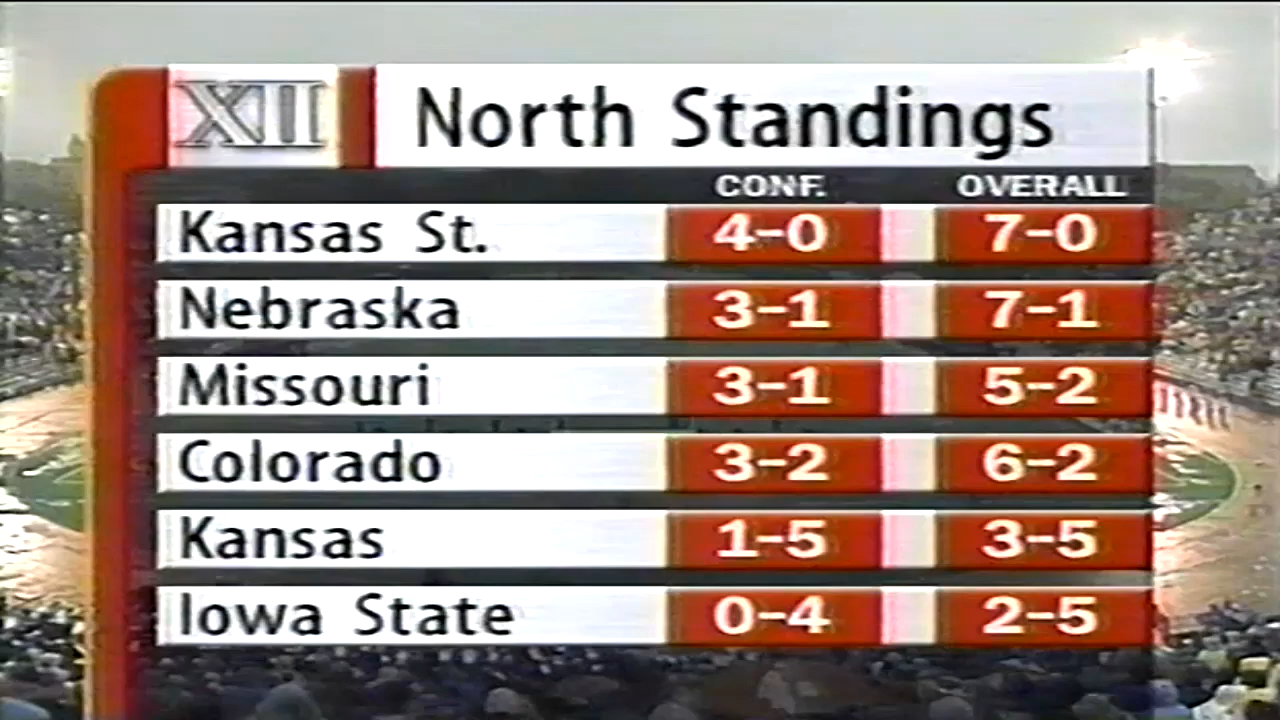 XII North Standings
CONF. OVERALL
Kansas St. 4-0 7-0
Nebraska 3-1 7-1
Missouri 3-1 5-2
Colorado 3-2 6-2
Kansas 1-5 3-5
Iowa State 0-4 2-5